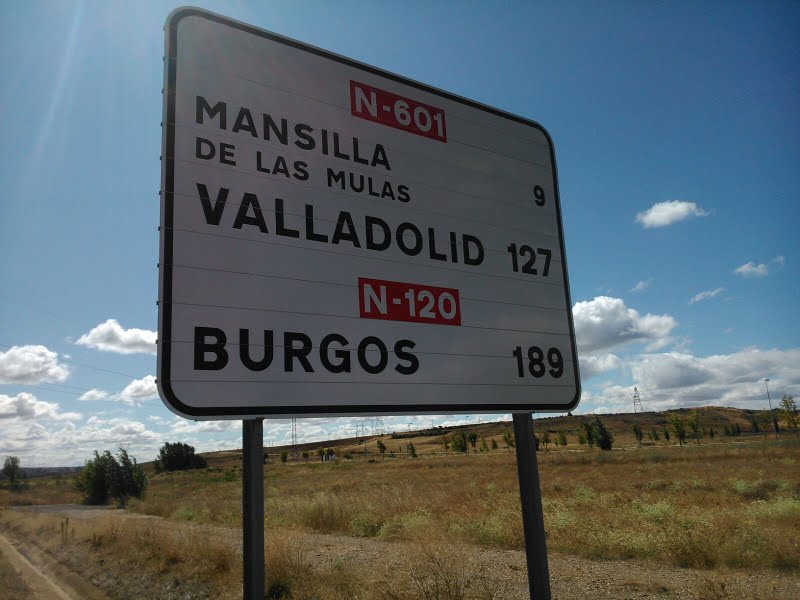 N-601
MANSILLA
DE LAS MULAS 9
VALLADOLID 127
N-120
BURGOS 189